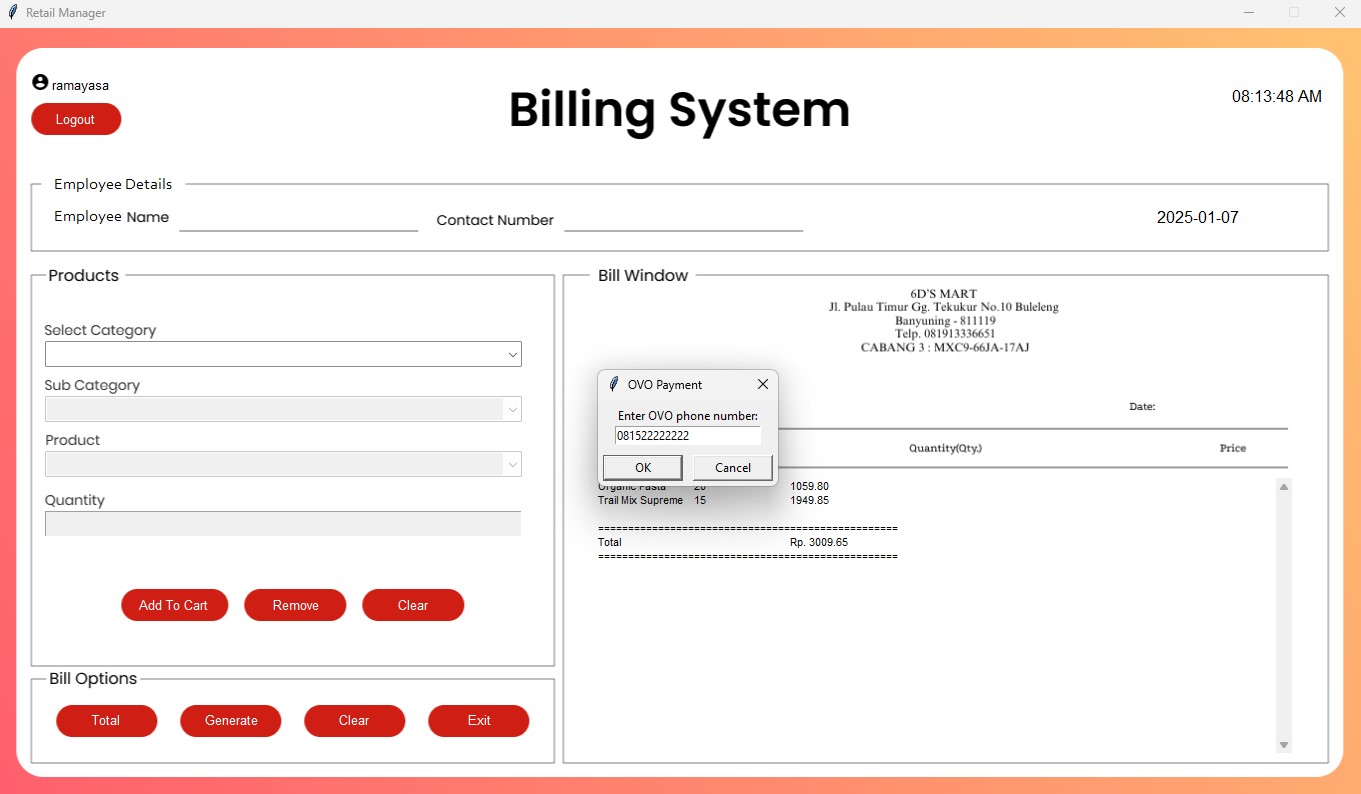 Retail Manager
ramayasa
Logout
Billing System
08:13:48 AM
Employee Details
Employee Name
Contact Number
2025-01-07
Products
Select Category
Sub Category
Product
Quantity
Add To Cart
Remove
Clear
Bill Options
Total
Generate
Clear
Exit
Bill Window
6D'S MART
Jl. Pulau Timur Gg. Tekukur No.10 Buleleng
Banyuning - 811119
Telp. 081913336651
CABANG 3 : MXC9-66JA-17AJ
Date:
Quantity(Qty.)
Price
OVO Payment
Enter OVO phone number:
081522222222
OK
Cancel
Organic Pasta 20 1059.80
Trail Mix Supreme 15 1949.85
==================================================
Total Rp. 3009.65
==================================================